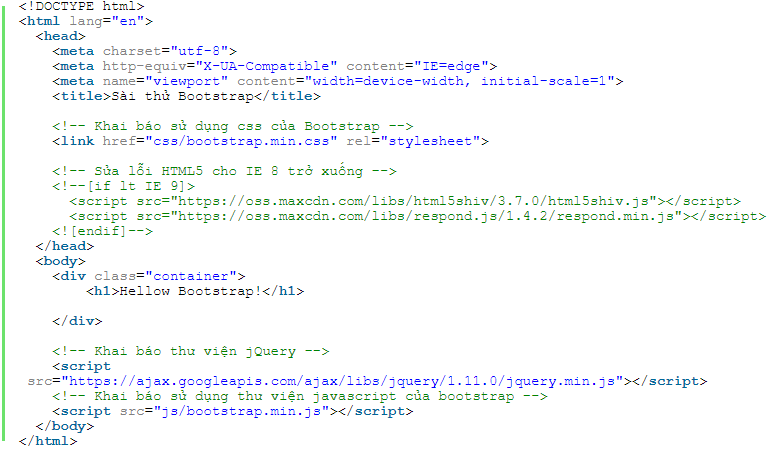 <!DOCTYPE html>
<html lang="en">
<head>
<meta charset="utf-8">
<meta http-equiv="X-UA-Compatible" content="IE=edge">
<meta name="viewport" content="width=device-width, initial-scale=1">
<title>Sài thử Bootstrap</title>
<!-- Khai báo sử dụng css của Bootstrap -->
<link href="css/bootstrap.min.css" rel="stylesheet">
<!-- Sửa lỗi HTML5 cho IE 8 trở xuống -->
<!--[if lt IE 9]>
<script src="https://oss.maxcdn.com/libs/html5shiv/3.7.0/html5shiv.js"></script>
<script src="https://oss.maxcdn.com/libs/respond.js/1.4.2/respond.min.js"></script>
<![endif]-->
</head>
<body>
<div class="container">
<h1>Hellow Bootstrap!</h1>
</div>
<!-- Khai báo thư viện jQuery -->
<script
src="https://ajax.googleapis.com/ajax/libs/jquery/1.11.0/jquery.min.js"></script>
<!-- Khai báo sử dụng thư viện javascript của bootstrap -->
<script src="js/bootstrap.min.js"></script>
</body>
</html>